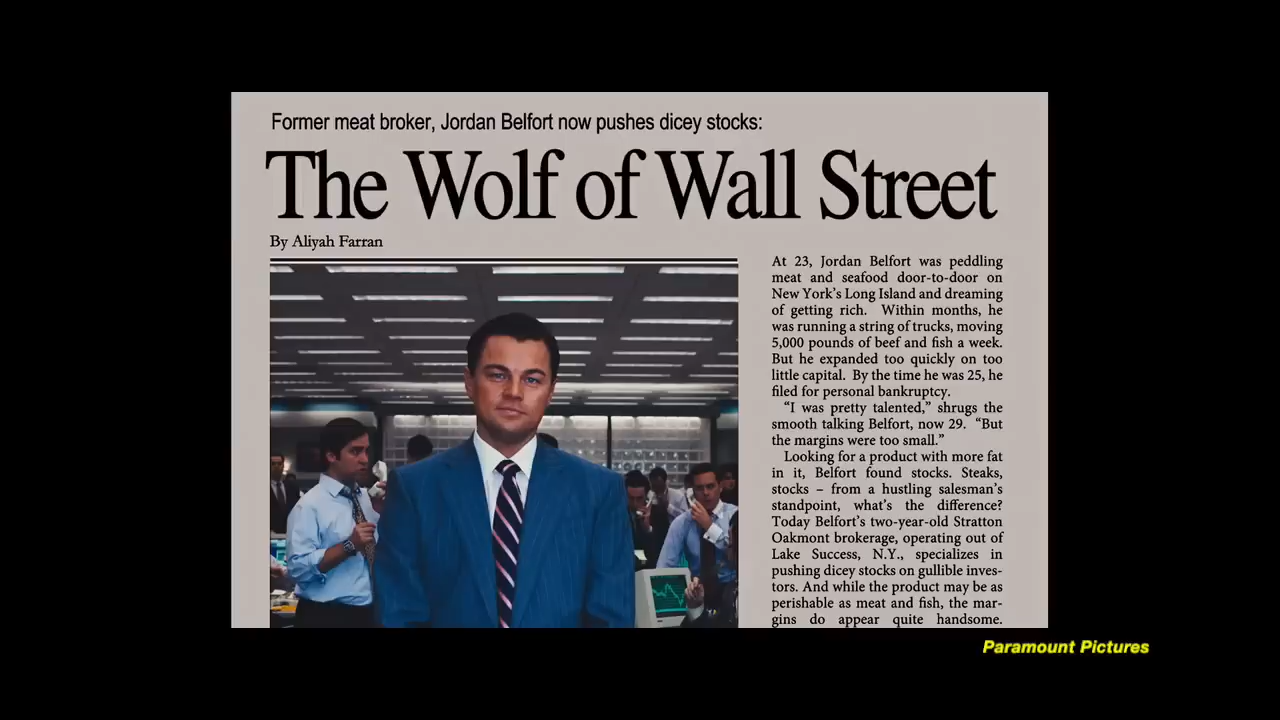 Former meat broker, Jordan Belfort now pushes dicey stocks:
The Wolf of Wall Street
By Aliyah Farran
At 23, Jordan Belfort was peddling
meat and seafood door-to-door on
New York's Long Island and dreaming
of getting rich. Within months, he
was running a string of trucks, moving
5,000 pounds of beef and fish a week.
But he expanded too quickly on too
little capital. By the time he was 25, he
filed for personal bankruptcy.
“I was pretty talented,” shrugs the
smooth talking Belfort, now 29. “But
the margins were too small.”
Looking for a product with more fat
in it, Belfort found stocks. Steaks,
stocks – from a hustling salesman's
standpoint, what's the difference?
Today Belfort's two-year-old Stratton
Oakmont brokerage, operating out of
Lake Success, N.Y., specializes in
pushing dicey stocks on gullible inves-
tors. And while the product may be as
perishable as meat and fish, the mar-
gins do appear quite handsome.
Paramount Pictures